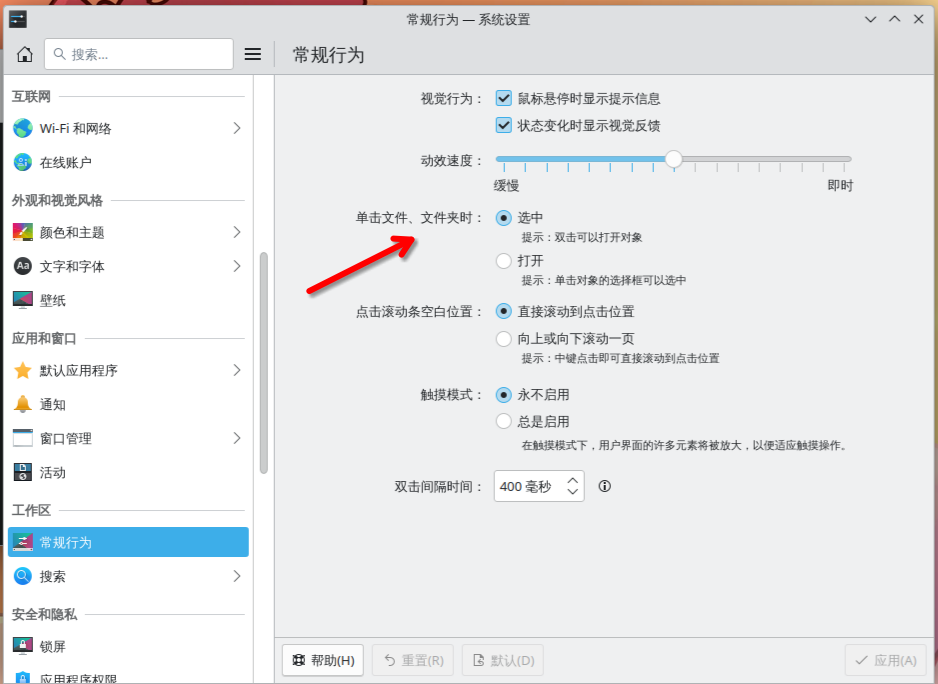 常规行为 — 系统设置
搜索...
常规行为
互联网
Wi-Fi 和网络
在线账户
外观和视觉风格
颜色和主题
Aa 文字和字体
壁纸
应用和窗口
默认应用程序
通知
窗口管理
活动
工作区
常规行为
搜索
安全和隐私
锁屏
应用程序权限
视觉行为： 鼠标悬停时显示提示信息
状态变化时显示视觉反馈
动效速度：
缓慢 即时
单击文件、文件夹时： 选中
提示：双击可以打开对象
打开
提示：单击对象的选择框可以选中
点击滚动条空白位置： 直接滚动到点击位置
向上或向下滚动一页
提示：中键点击即可直接滚动到点击位置
触摸模式： 永不启用
总是启用
在触摸模式下，用户界面的许多元素将被放大，以便适应触摸操作。
双击间隔时间： 400 毫秒
帮助(H) 重置(R) 默认(D) 应用(A)